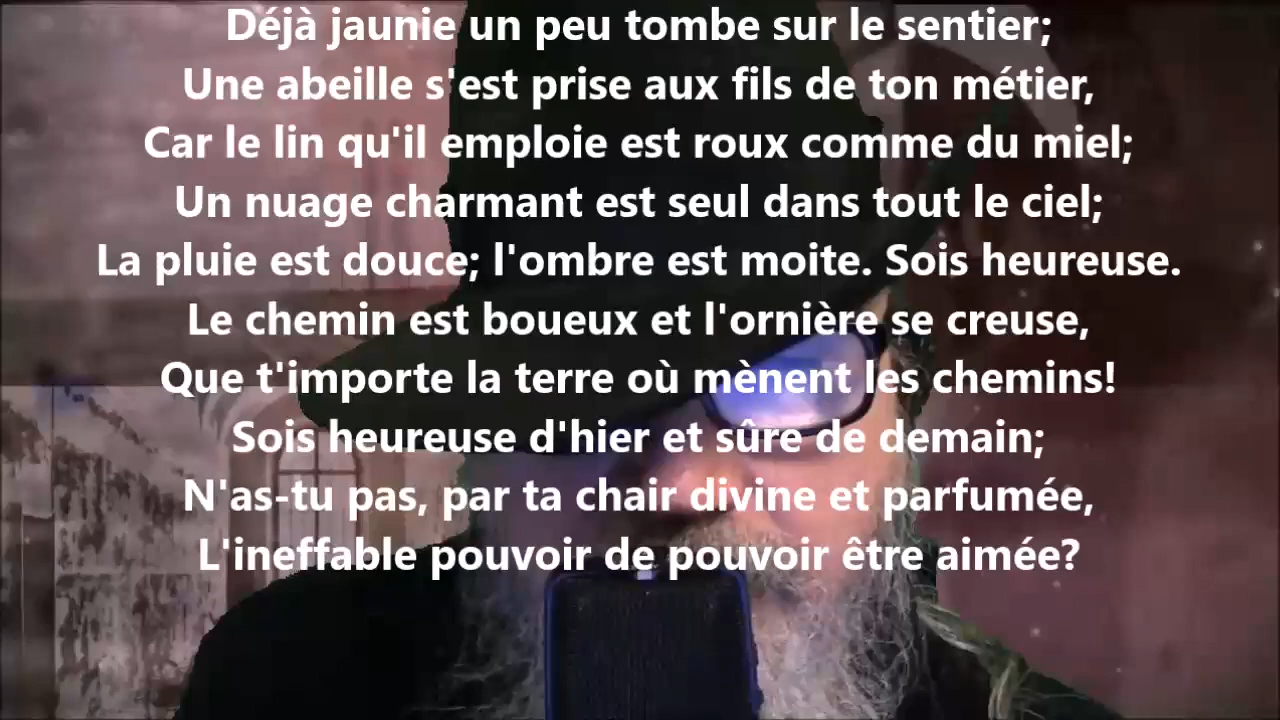 Déjà jaunie un peu tombe sur le sentier;
Une abeille s'est prise aux fils de ton métier,
Car le lin qu'il emploie est roux comme du miel;
Un nuage charmant est seul dans tout le ciel;
La pluie est douce; l'ombre est moite. Sois heureuse.
Le chemin est boueux et l'ornière se creuse,
Que t'importe la terre où mènent les chemins!
Sois heureuse d'hier et sûre de demain;
N'as-tu pas, par ta chair divine et parfumée,
L'ineffable pouvoir de pouvoir être aimée?